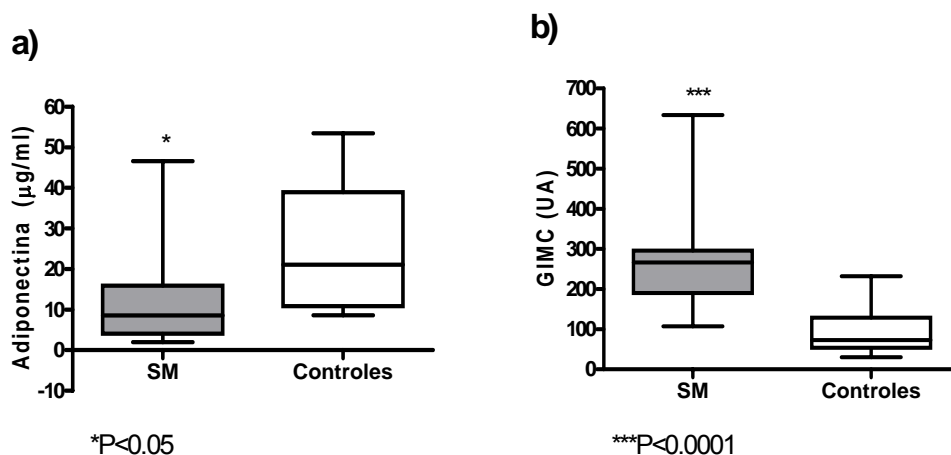 a)
Adiponectina (µg/ml)
60
50
40
30
20
10
0
-10
*
SM
Controles
*P<0.05
b)
GIMC (UA)
700
600
500
400
300
200
100
0
***
SM
Controles
***P<0.0001